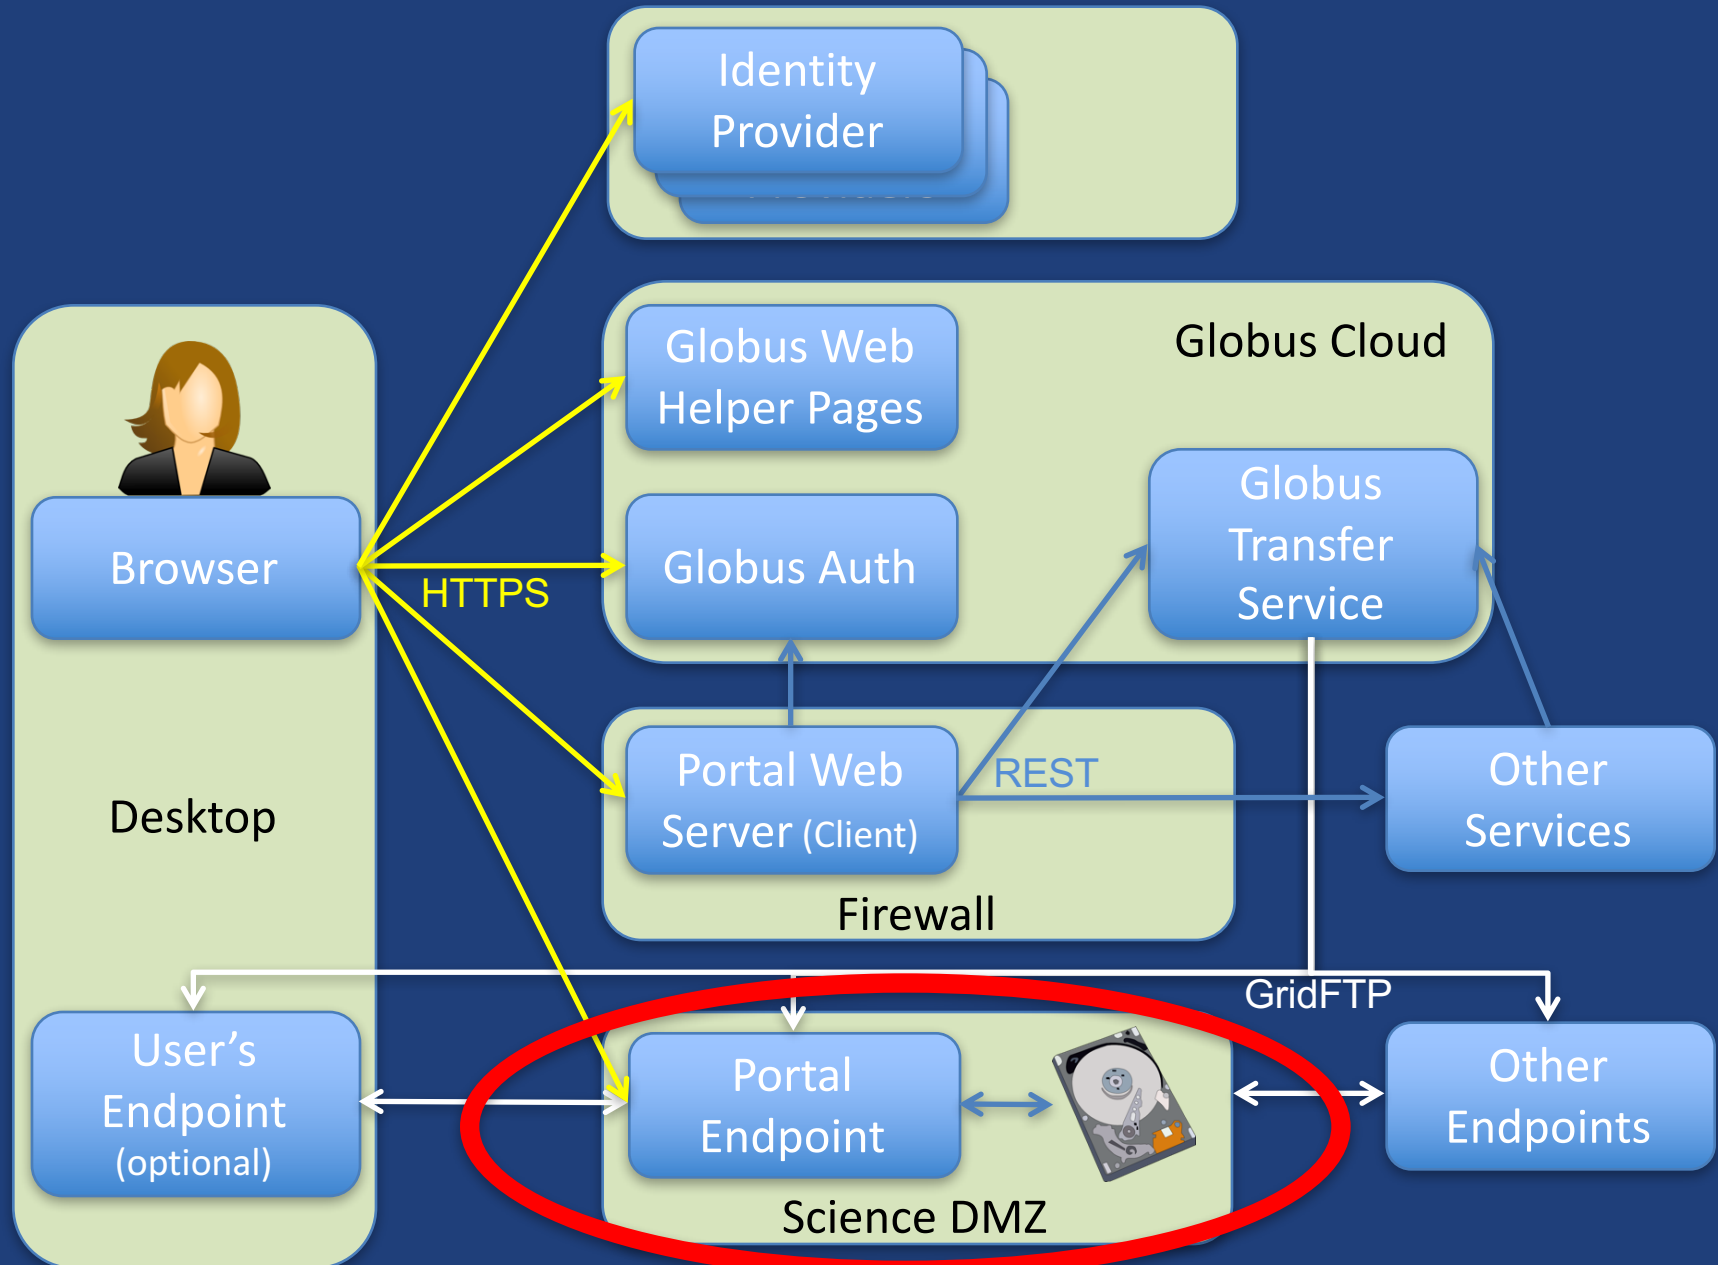 Identity
Provider
Globus Cloud
Globus Web
Helper Pages
Globus
Transfer
Service
Browser
HTTPS
Globus Auth
Desktop
Portal Web
Server (Client)
REST
Other
Services
Firewall
GridFTP
User's
Endpoint
(optional)
Portal
Endpoint
Other
Endpoints
Science DMZ